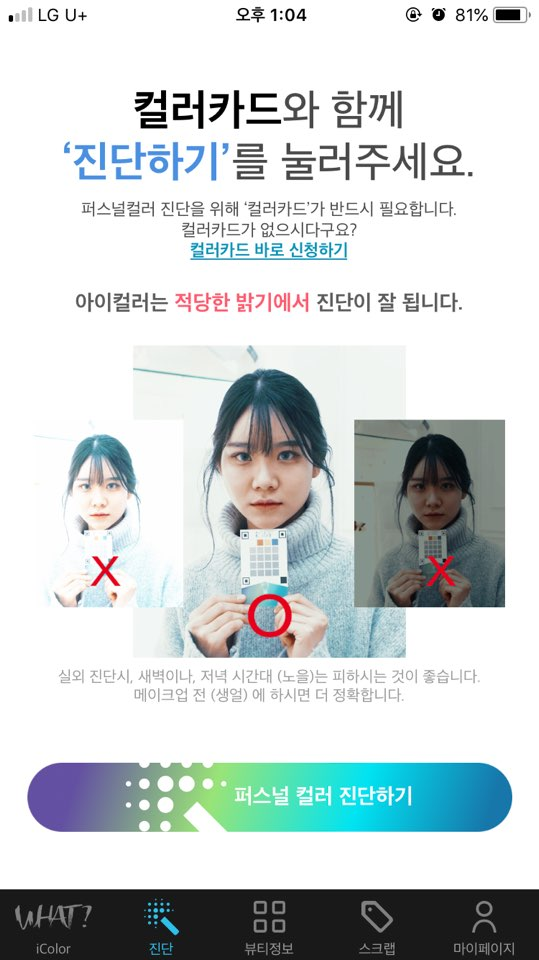 LG U+ 오후 1:04 81%
컬러카드와 함께
‘진단하기’를 눌러주세요.
퍼스널컬러 진단을 위해 ‘컬러카드’가 반드시 필요합니다.
컬러카드가 없으시다구요?
컬러카드 바로 신청하기
아이컬러는 적당한 밝기에서 진단이 잘 됩니다.
X O X
실외 진단시, 새벽이나, 저녁 시간대 (노을)는 피하시는 것이 좋습니다.
메이크업 전 (생얼) 에 하시면 더 정확합니다.
퍼스널 컬러 진단하기
WHAT?
iColor 진단 뷰티정보 스크랩 마이페이지